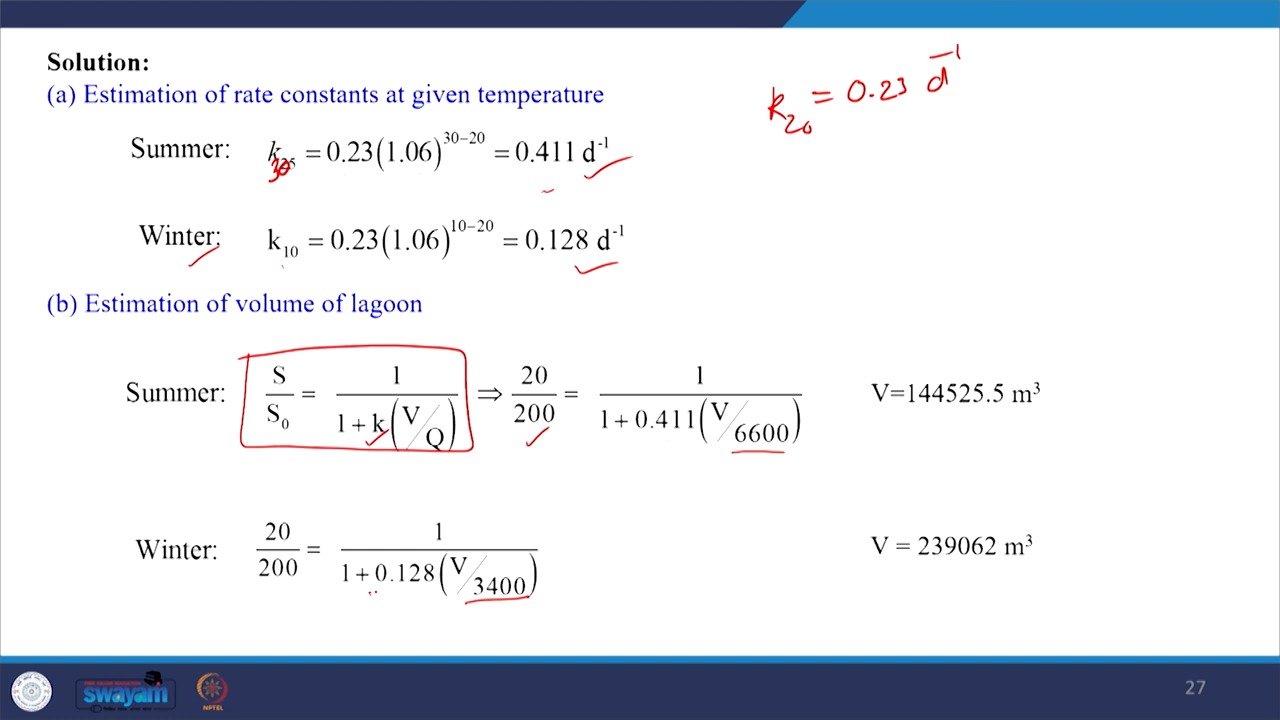 Solution:
k₂₀ = 0.23 d⁻¹
(a) Estimation of rate constants at given temperature
Summer: k₃₀ = 0.23(1.06)³⁰⁻²⁰ = 0.411 d⁻¹
Winter: k₁₀ = 0.23(1.06)¹⁰⁻²⁰ = 0.128 d⁻¹
(b) Estimation of volume of lagoon
Summer: S/S₀ = 1/(1 + k(V/Q)) ⇒ 20/200 = 1/(1 + 0.411(V/6600)) V=144525.5 m³
Winter: 20/200 = 1/(1 + 0.128(V/3400)) V = 239062 m³
swayam
NPTEL
27